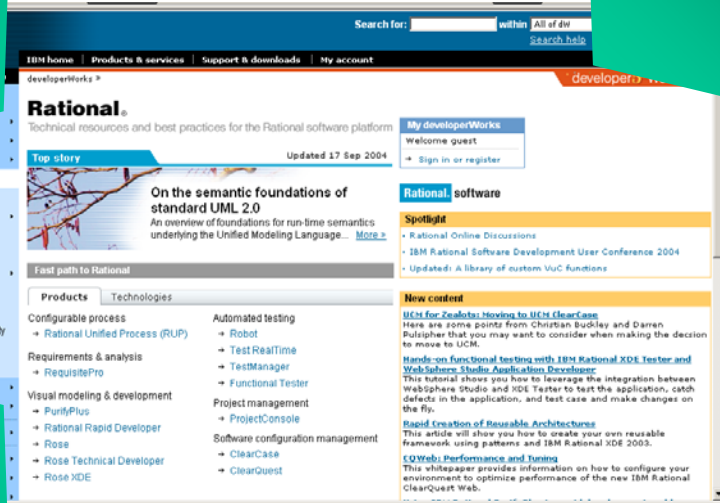 Search for: within All of dW
Search help
IBM home | Products & services | Support & downloads | My account
developerWorks >
Rational®
Technical resources and best practices for the Rational software platform
Top story Updated 17 Sep 2004
On the semantic foundations of
standard UML 2.0
An overview of foundations for run-time semantics
underlying the Unified Modeling Language... More >
Fast path to Rational
Products Technologies
Configurable process
Rational Unified Process (RUP)
Requirements & analysis
RequisitePro
Visual modeling & development
PurifyPlus
Rational Rapid Developer
Rose
Rose Technical Developer
Rose XDE
Automated testing
Robot
Test RealTime
TestManager
Functional Tester
Project management
ProjectConsole
Software configuration management
ClearCase
ClearQuest
My developerWorks
Welcome guest
Sign in or register
Rational. software
Spotlight
Rational Online Discussions
IBM Rational Software Development User Conference 2004
Updated: A library of custom VuC functions
New content
UCM for Zealots: Moving to UCM ClearCase
Here are some points from Christian Buckley and Darren
Pulsipher that you may want to consider when making the decsion
to move to UCM.
Hands-on functional testing with IBM Rational XDE Tester and
WebSphere Studio Application Developer
This tutorial shows you how to leverage the integration between
WebSphere Studio and XDE Tester to test the application, catch
defects in the application, and test case and make changes on
the fly.
Rapid Creation of Reusable Architectures
This article will show you how to create your own reusable
framework using patterns and IBM Rational XDE 2003.
CQWeb: Performance and Tuning
This whitepaper provides information on how to configure your
environment to optimize performance of the new IBM Rational
ClearQuest Web.